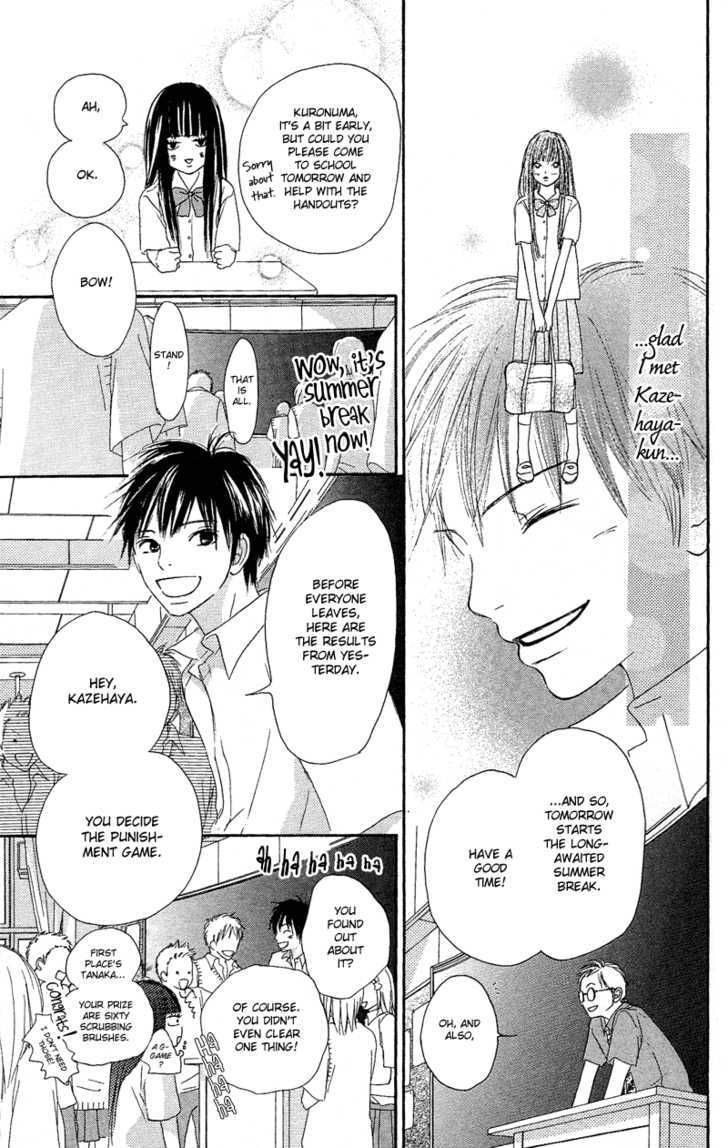 ...glad
I met
Kaze-
haya-
kun...
...AND SO,
TOMORROW
STARTS
THE LONG-
AWAITED
SUMMER
BREAK.
HAVE A
GOOD
TIME!
OH, AND
ALSO,
KURONUMA,
IT'S A BIT EARLY,
BUT COULD YOU
PLEASE COME
TO SCHOOL
TOMORROW AND
HELP WITH THE
HANDOUTS?
Sorry
about
that.
AH,
OK.
THAT
IS ALL.
STAND
!
BOW!
WOW, it's
summer
break
now!
YAY!
BEFORE
EVERYONE
LEAVES,
HERE ARE
THE RESULTS
FROM YES-
TERDAY.
HEY,
KAZEHAYA.
YOU DECIDE
THE PUNISH-
MENT GAME.
ah ha ha ha ha
YOU
FOUND
OUT
ABOUT
IT?
OF COURSE.
YOU DIDN'T
EVEN CLEAR
ONE THING!
HA
HA
HA
ha
FIRST
PLACE'S
TANAKA...
YOUR PRIZE
ARE SIXTY
SCRUBBING
BRUSHES.
A G-
GAME
?
Congrats!
I DON'T
NEED
THOSE!